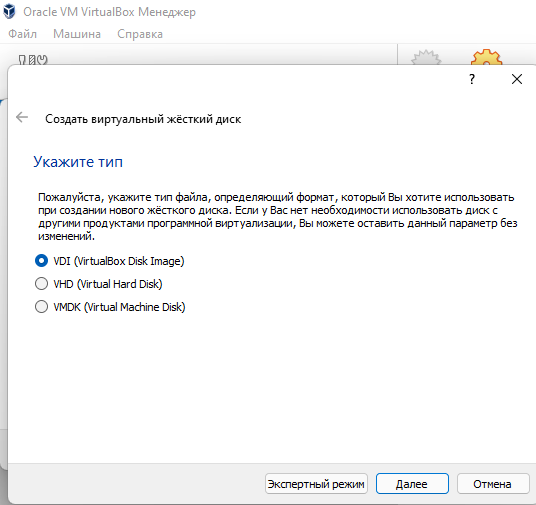 Oracle VM VirtualBox Менеджер
Файл Машина Справка
?
Создать виртуальный жёсткий диск
Укажите тип
Пожалуйста, укажите тип файла, определяющий формат, который Вы хотите использовать
при создании нового жёсткого диска. Если у Вас нет необходимости использовать диск с
другими продуктами программной виртуализации, Вы можете оставить данный параметр без
изменений.
VDI (VirtualBox Disk Image)
VHD (Virtual Hard Disk)
VMDK (Virtual Machine Disk)
Экспертный режим Далее Отмена